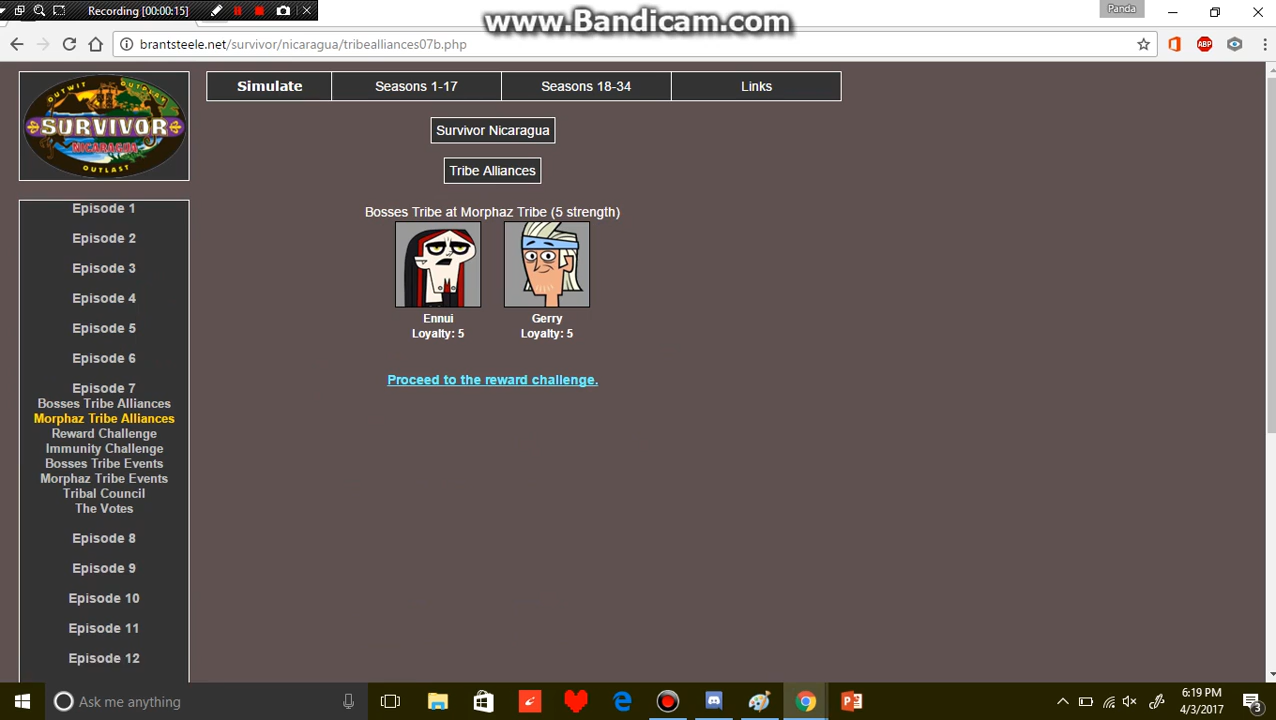 Recording [00:00:15]
www.Bandicam.com
Panda
brantsteele.net/survivor/nicaragua/tribealliances07b.php
ABP
OUTWIT OUTPLAY
SURVIVOR
NICARAGUA
OUTLAST
Simulate
Seasons 1-17
Seasons 18-34
Links
Survivor Nicaragua
Tribe Alliances
Bosses Tribe at Morphaz Tribe (5 strength)
Ennui
Loyalty: 5
Gerry
Loyalty: 5
Proceed to the reward challenge.
Episode 1
Episode 2
Episode 3
Episode 4
Episode 5
Episode 6
Episode 7
Bosses Tribe Alliances
Morphaz Tribe Alliances
Reward Challenge
Immunity Challenge
Bosses Tribe Events
Morphaz Tribe Events
Tribal Council
The Votes
Episode 8
Episode 9
Episode 10
Episode 11
Episode 12
Ask me anything
6:19 PM
4/3/2017
3